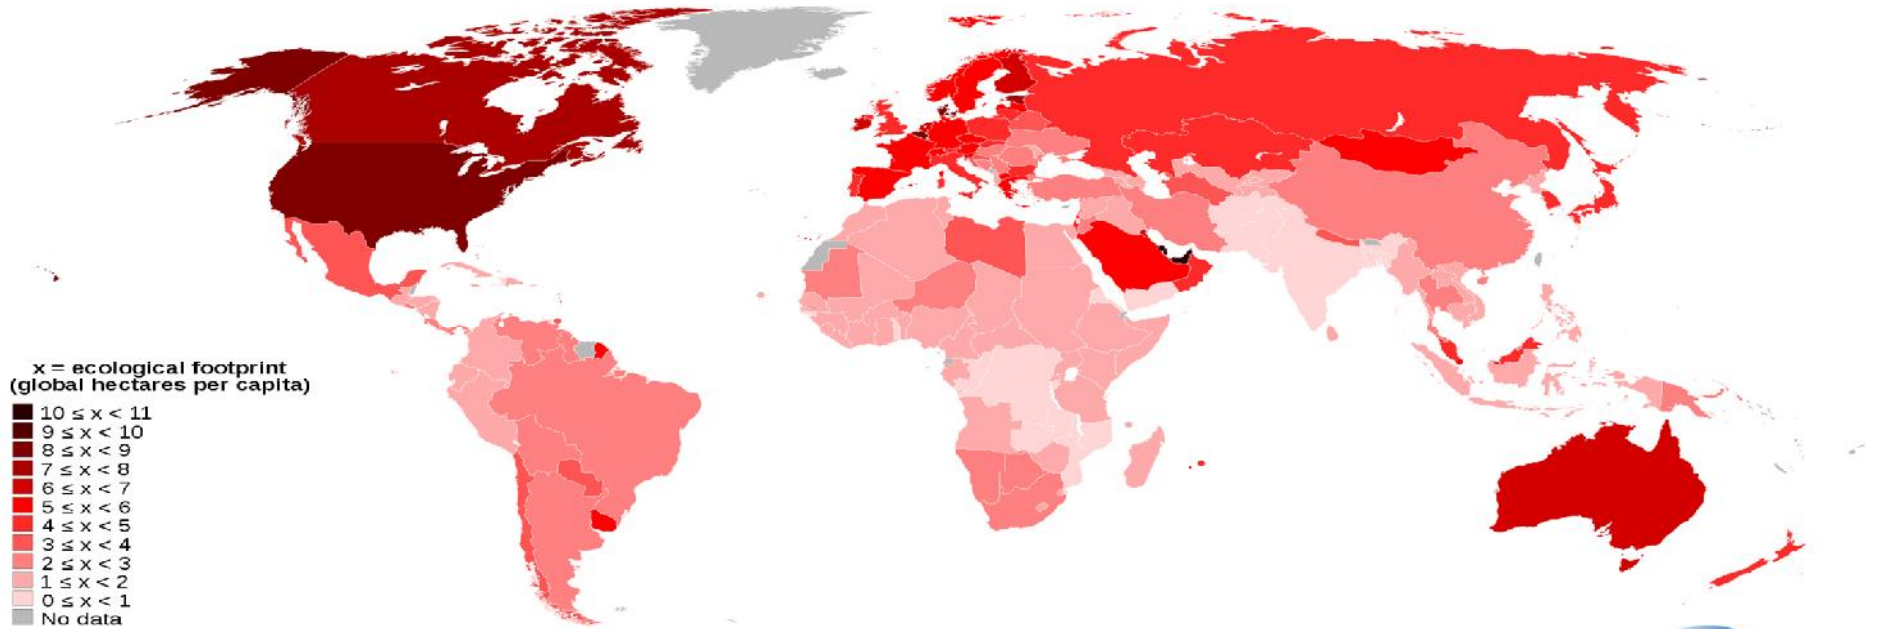 x = ecological footprint
(global hectares per capita)
10 ≤ x < 11
9 ≤ x < 10
8 ≤ x < 9
7 ≤ x < 8
6 ≤ x < 7
5 ≤ x < 6
4 ≤ x < 5
3 ≤ x < 4
2 ≤ x < 3
1 ≤ x < 2
0 ≤ x < 1
No data